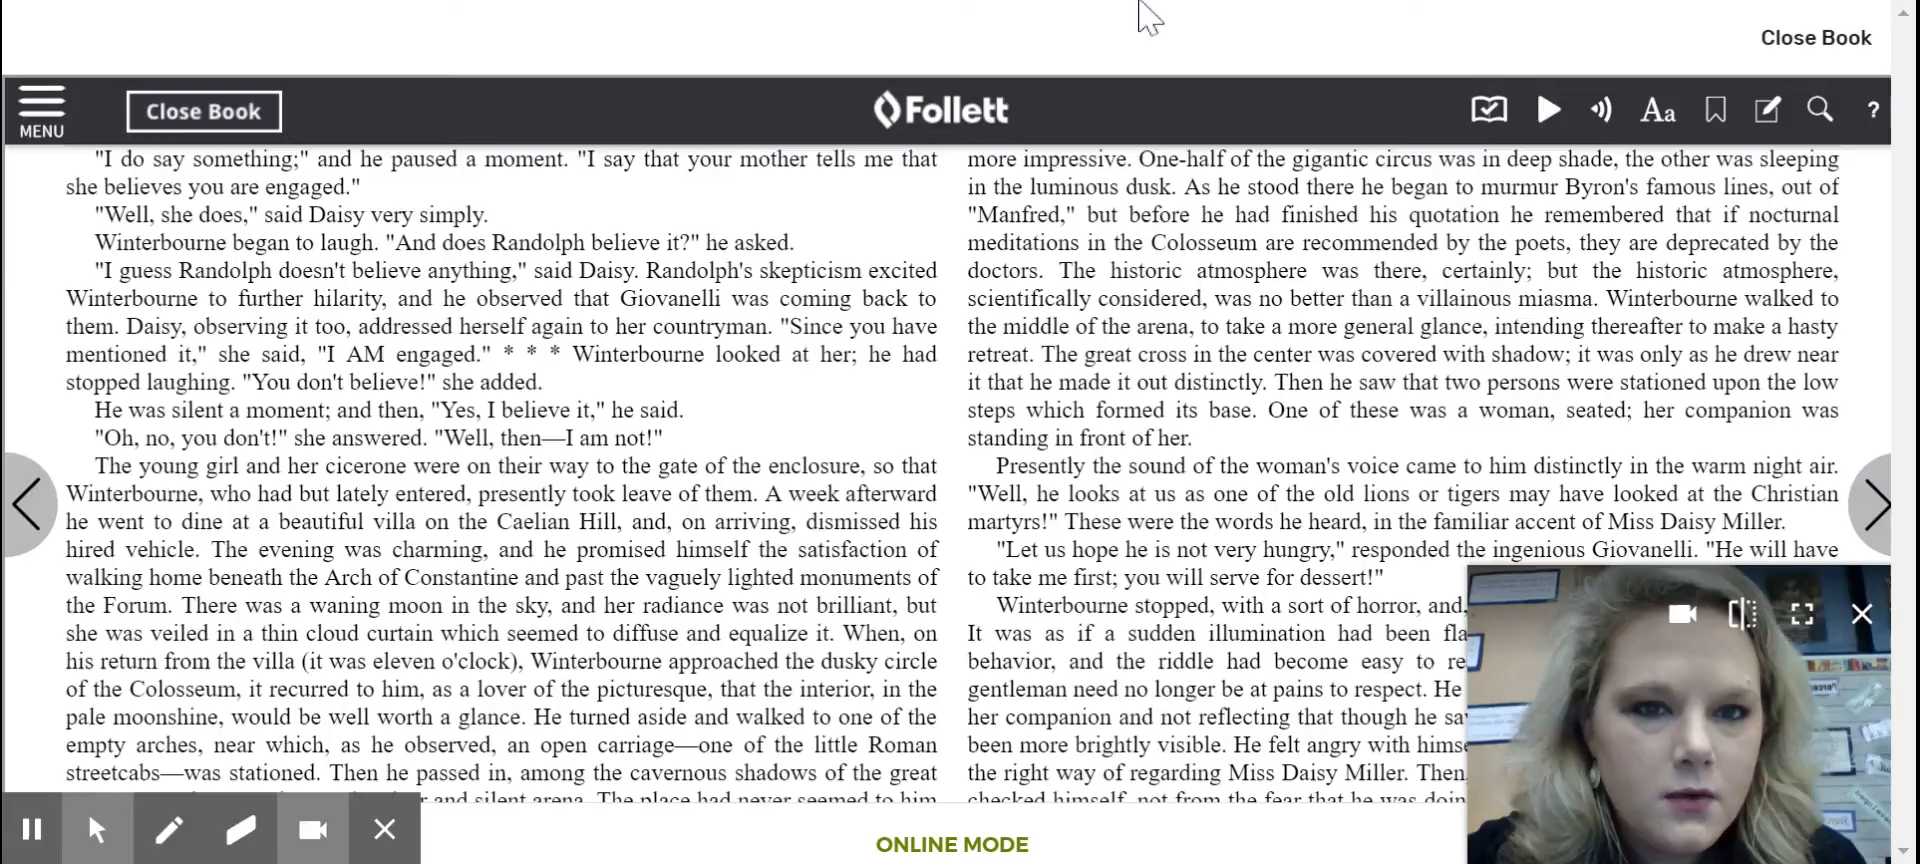 Close Book
MENU
Close Book
Follett
Aa
?
"I do say something;" and he paused a moment. "I say that your mother tells me that
she believes you are engaged."
"Well, she does," said Daisy very simply.
Winterbourne began to laugh. "And does Randolph believe it?" he asked.
"I guess Randolph doesn't believe anything," said Daisy. Randolph's skepticism excited
Winterbourne to further hilarity, and he observed that Giovanelli was coming back to
them. Daisy, observing it too, addressed herself again to her countryman. "Since you have
mentioned it," she said, "I AM engaged." * * * Winterbourne looked at her; he had
stopped laughing. "You don't believe!" she added.
He was silent a moment; and then, "Yes, I believe it," he said.
"Oh, no, you don't!" she answered. "Well, then—I am not!"
The young girl and her cicerone were on their way to the gate of the enclosure, so that
Winterbourne, who had but lately entered, presently took leave of them. A week afterward
he went to dine at a beautiful villa on the Caelian Hill, and, on arriving, dismissed his
hired vehicle. The evening was charming, and he promised himself the satisfaction of
walking home beneath the Arch of Constantine and past the vaguely lighted monuments of
the Forum. There was a waning moon in the sky, and her radiance was not brilliant, but
she was veiled in a thin cloud curtain which seemed to diffuse and equalize it. When, on
his return from the villa (it was eleven o'clock), Winterbourne approached the dusky circle
of the Colosseum, it recurred to him, as a lover of the picturesque, that the interior, in the
pale moonshine, would be well worth a glance. He turned aside and walked to one of the
empty arches, near which, as he observed, an open carriage—one of the little Roman
streetcabs—was stationed. Then he passed in, among the cavernous shadows of the great
and silent arena. The place had never seemed to him
more impressive. One-half of the gigantic circus was in deep shade, the other was sleeping
in the luminous dusk. As he stood there he began to murmur Byron's famous lines, out of
"Manfred," but before he had finished his quotation he remembered that if nocturnal
meditations in the Colosseum are recommended by the poets, they are deprecated by the
doctors. The historic atmosphere was there, certainly; but the historic atmosphere,
scientifically considered, was no better than a villainous miasma. Winterbourne walked to
the middle of the arena, to take a more general glance, intending thereafter to make a hasty
retreat. The great cross in the center was covered with shadow; it was only as he drew near
it that he made it out distinctly. Then he saw that two persons were stationed upon the low
steps which formed its base. One of these was a woman, seated; her companion was
standing in front of her.
Presently the sound of the woman's voice came to him distinctly in the warm night air.
"Well, he looks at us as one of the old lions or tigers may have looked at the Christian
martyrs!" These were the words he heard, in the familiar accent of Miss Daisy Miller.
"Let us hope he is not very hungry," responded the ingenious Giovanelli. "He will have
to take me first; you will serve for dessert!"
Winterbourne stopped, with a sort of horror, and,
It was as if a sudden illumination had been fla
behavior, and the riddle had become easy to re
gentleman need no longer be at pains to respect. He
her companion and not reflecting that though he sa
been more brightly visible. He felt angry with himse
the right way of regarding Miss Daisy Miller. Then,
checked himself, not from the fear that he was doin
ONLINE MODE